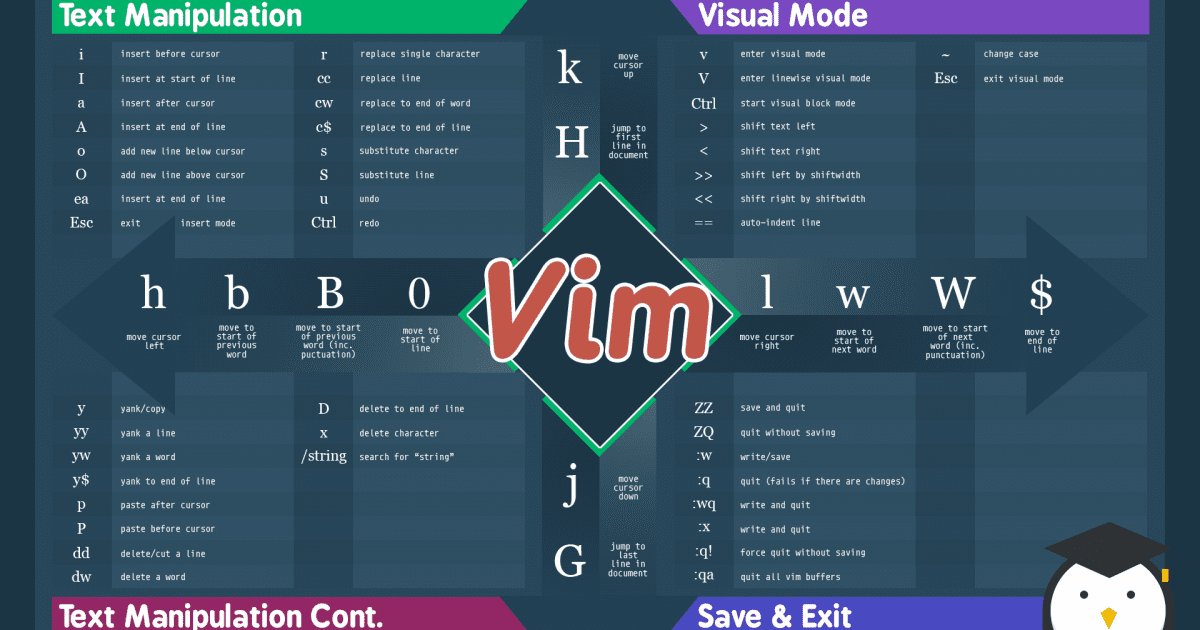 Text Manipulation
i insert before cursor
I insert at start of line
a insert after cursor
A insert at end of line
o add new line below cursor
O add new line above cursor
ea insert at end of line
Esc exit insert mode
r replace single character
cc replace line
cw replace to end of word
c$ replace to end of line
s substitute character
S substitute line
u undo
Ctrl redo
k
move
cursor
up
H
jump to
first
line in
document
Visual Mode
v enter visual mode
V enter linewise visual mode
Ctrl start visual block mode
> shift text left
< shift text right
>> shift left by shiftwidth
<< shift right by shiftwidth
== auto-indent line
~ change case
Esc exit visual mode
h
move cursor
left
b
move to
start of
previous
word
B
move to start
of previous
word (inc.
puctuation)
0
move to
start of
line
Vim
l
move cursor
right
w
move to
start of
next word
W
move to start
of next
word (inc.
punctuation)
$
move to
end of
line
y yank/copy
yy yank a line
yw yank a word
y$ yank to end of line
p paste after cursor
P paste before cursor
dd delete/cut a line
dw delete a word
D delete to end of line
x delete character
/string search for “string”
j
move
cursor
down
G
jump to
last
line in
document
ZZ save and quit
ZQ quit without saving
:w write/save
:q quit (fails if there are changes)
:wq write and quit
:x write and quit
:q! force quit without saving
:qa quit all vim buffers
Text Manipulation Cont.
Save & Exit